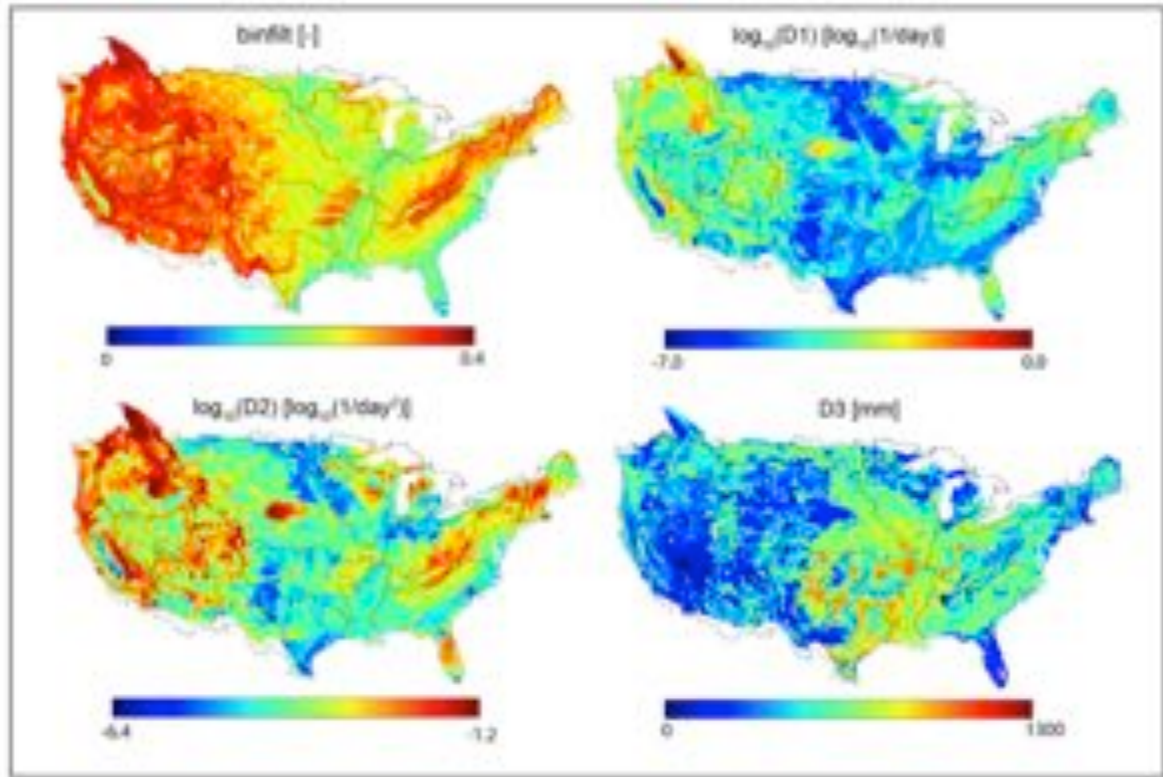 binfilt [-]
log₁₀(D1) [log₁₀(1/day)]
0 0.4
-7.0 0.0
log₁₀(D2) [log₁₀(1/day²)]
D3 [mm]
-6.4 -1.2
0 1300